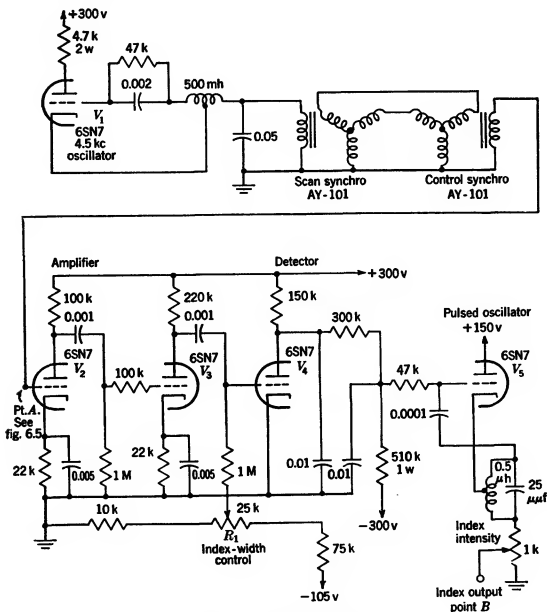 +300v
4.7k
2 w
47 k
0.002
500 mh
V1
6SN7
4.5 kc
oscillator
0.05
Scan synchro
AY-101
Control synchro
AY-101
Amplifier
Detector
+300 v
100 k
0.001
220 k
0.001
150 k
300 k
Pulsed oscillator
+150 v
6SN7
V2
100 k
6SN7
V3
6SN7
V4
47 k
6SN7
V5
Pt.A.
See
fig. 6.5
0.0001
22 k
0.005
1 M
22 k
0.005
1 M
0.01
0.01
510 k
1 w
0.5
μh
25
μμf
10 k
25 k
R1
Index-width
control
75 k
-300 v
-105 v
Index
intensity
1 k
Index output
point B